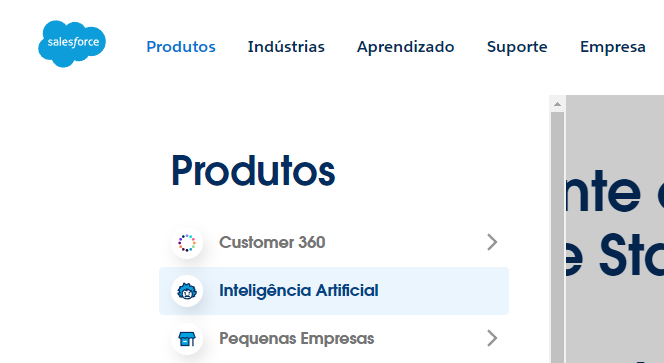 salesforce
Produtos Indústrias Aprendizado Suporte Empresa
Produtos
Customer 360
Inteligência Artificial
Pequenas Empresas